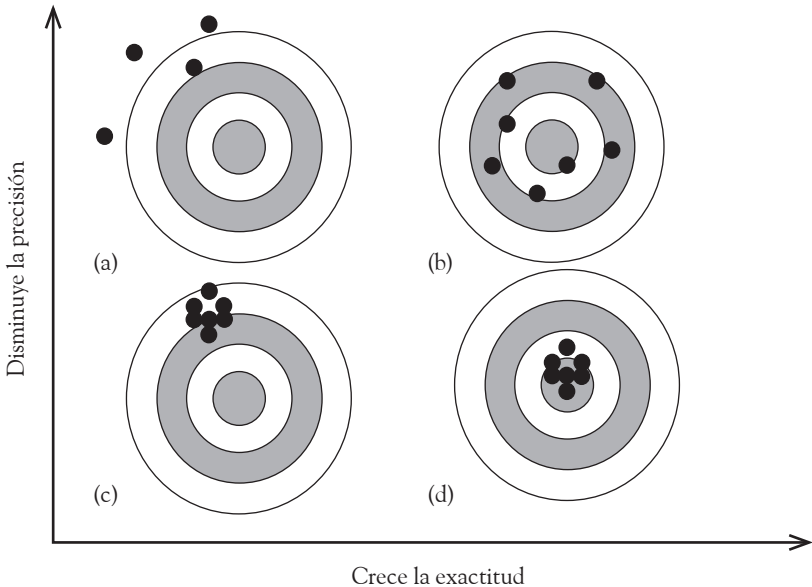 Disminuye la precisión
(a)
(b)
(c)
(d)
Crece la exactitud